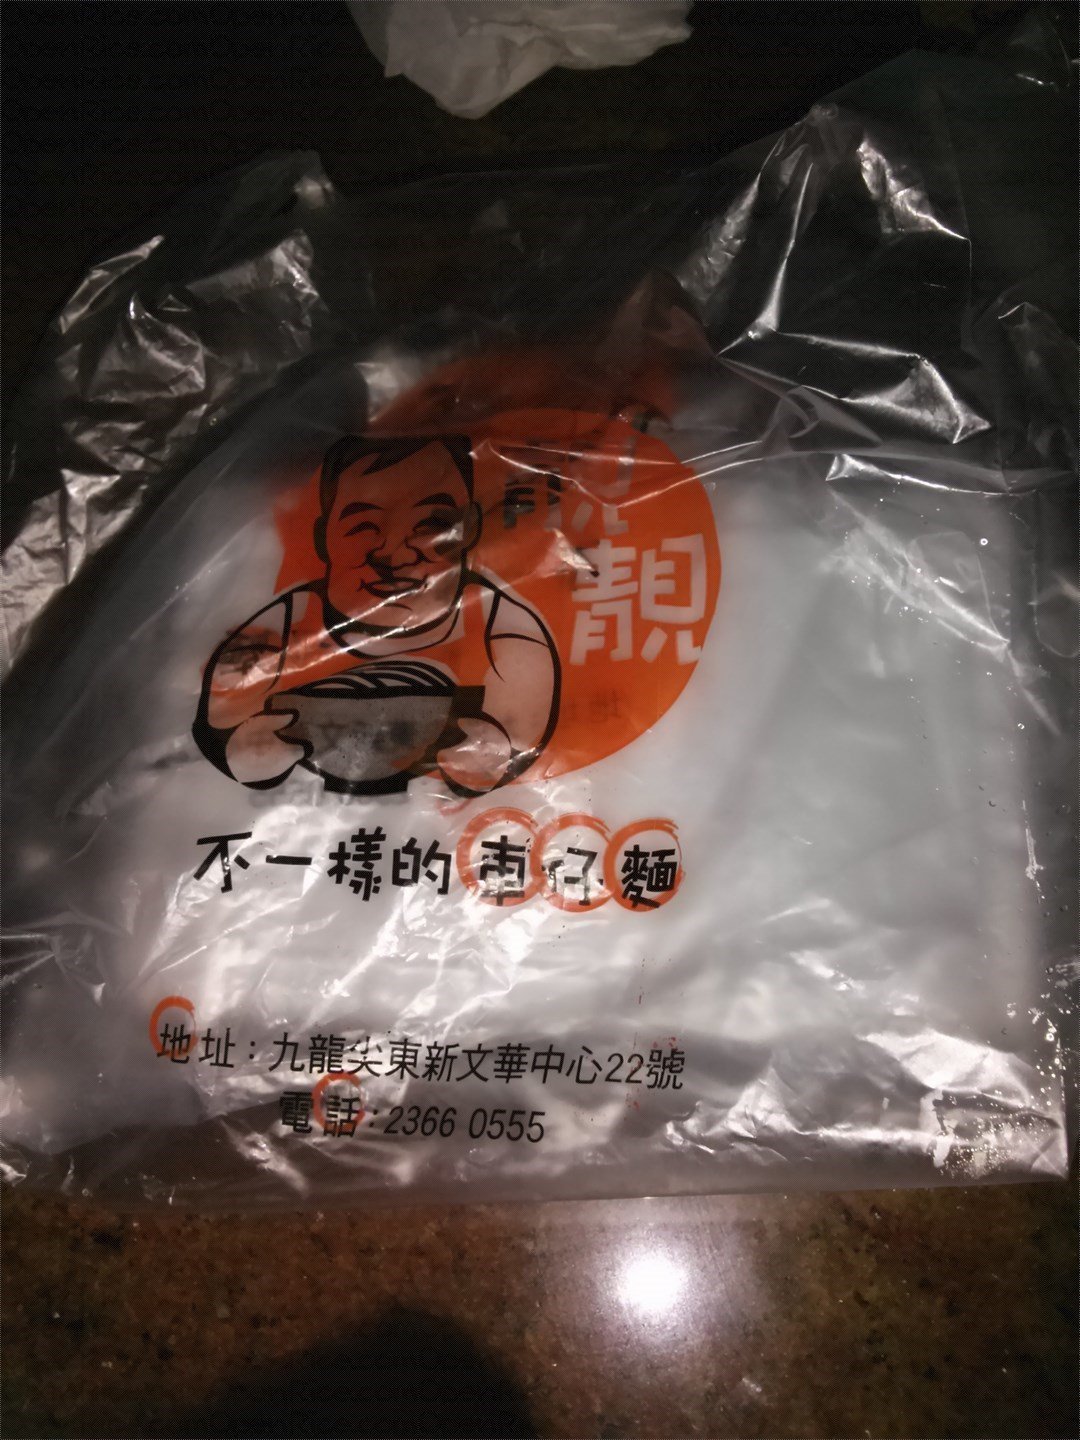 靚靚
不一樣的車仔麵
地址：九龍尖東新文華中心22號
電話：2366 0555